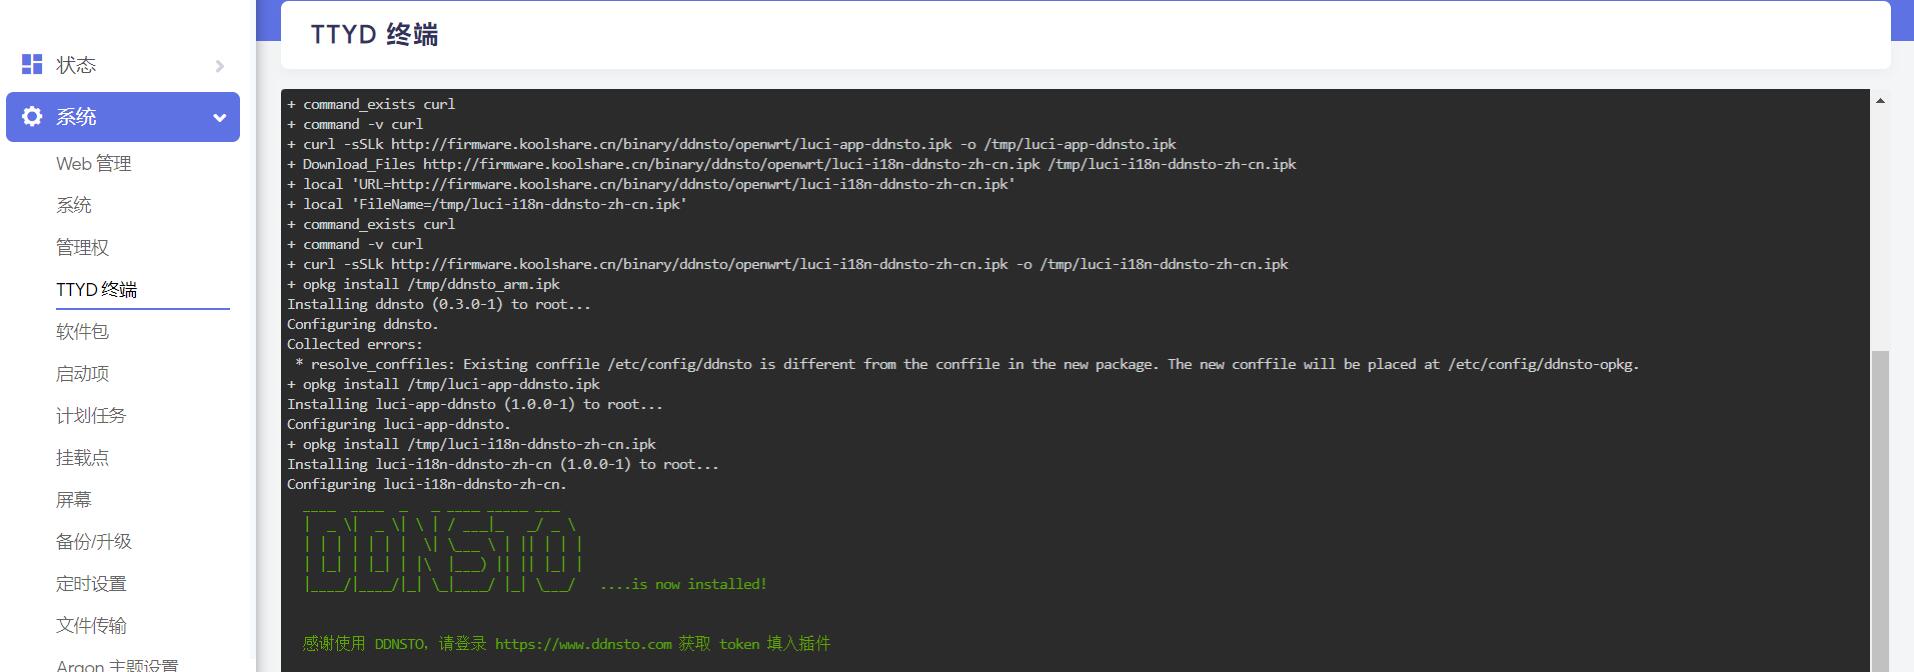 TTYD 终端
状态
系统
Web 管理
系统
管理权
TTYD 终端
软件包
启动项
计划任务
挂载点
屏幕
备份/升级
定时设置
文件传输
Argon 主题设置
+ command_exists curl
+ command -v curl
+ curl -sSLk http://firmware.koolshare.cn/binary/ddnsto/openwrt/luci-app-ddnsto.ipk -o /tmp/luci-app-ddnsto.ipk
+ Download_Files http://firmware.koolshare.cn/binary/ddnsto/openwrt/luci-i18n-ddnsto-zh-cn.ipk /tmp/luci-i18n-ddnsto-zh-cn.ipk
+ local 'URL=http://firmware.koolshare.cn/binary/ddnsto/openwrt/luci-i18n-ddnsto-zh-cn.ipk'
+ local 'FileName=/tmp/luci-i18n-ddnsto-zh-cn.ipk'
+ command_exists curl
+ command -v curl
+ curl -sSLk http://firmware.koolshare.cn/binary/ddnsto/openwrt/luci-i18n-ddnsto-zh-cn.ipk -o /tmp/luci-i18n-ddnsto-zh-cn.ipk
+ opkg install /tmp/ddnsto_arm.ipk
Installing ddnsto (0.3.0-1) to root...
Configuring ddnsto.
Collected errors:
 * resolve_conffiles: Existing conffile /etc/config/ddnsto is different from the conffile in the new package. The new conffile will be placed at /etc/config/ddnsto-opkg.
+ opkg install /tmp/luci-app-ddnsto.ipk
Installing luci-app-ddnsto (1.0.0-1) to root...
Configuring luci-app-ddnsto.
+ opkg install /tmp/luci-i18n-ddnsto-zh-cn.ipk
Installing luci-i18n-ddnsto-zh-cn (1.0.0-1) to root...
Configuring luci-i18n-ddnsto-zh-cn.
DDNSTO ....is now installed!
感谢使用 DDNSTO, 请登录 https://www.ddnsto.com 获取 token 填入插件